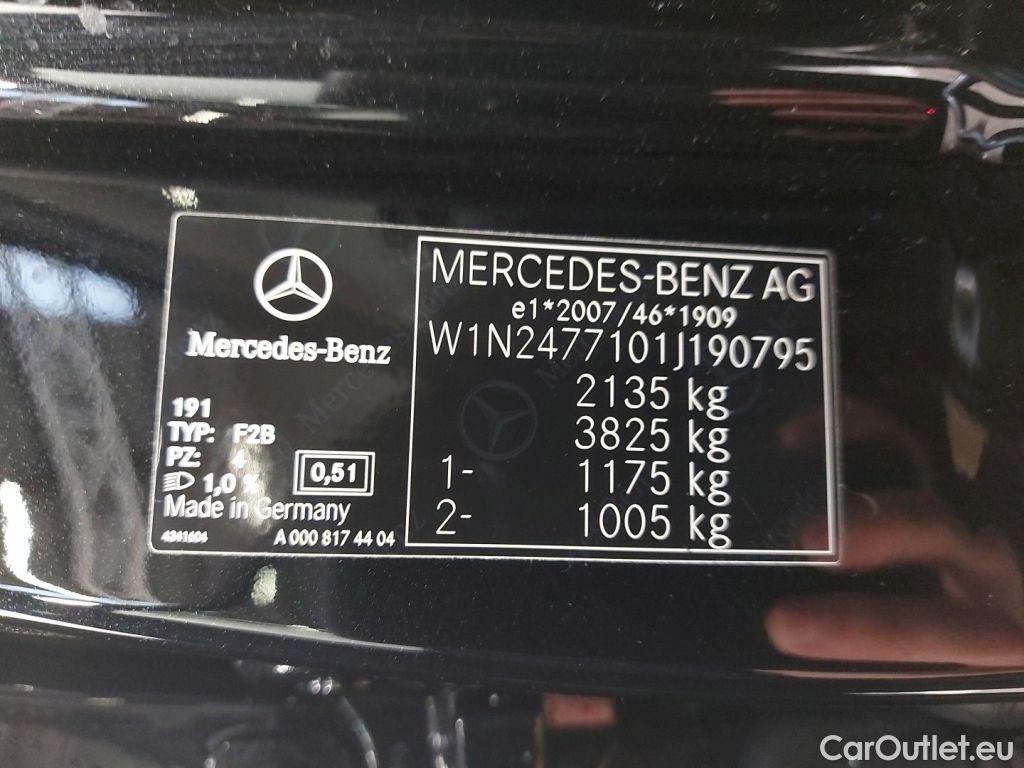 Mercedes-Benz
191
TYP: F2B
PZ: 4
1,0 %
0,51
Made in Germany
A 000 817 44 04
MERCEDES-BENZ AG
e1*2007/46*1909
W1N2477101J190795
2135 kg
3825 kg
1- 1175 kg
2- 1005 kg
CarOutlet.eu